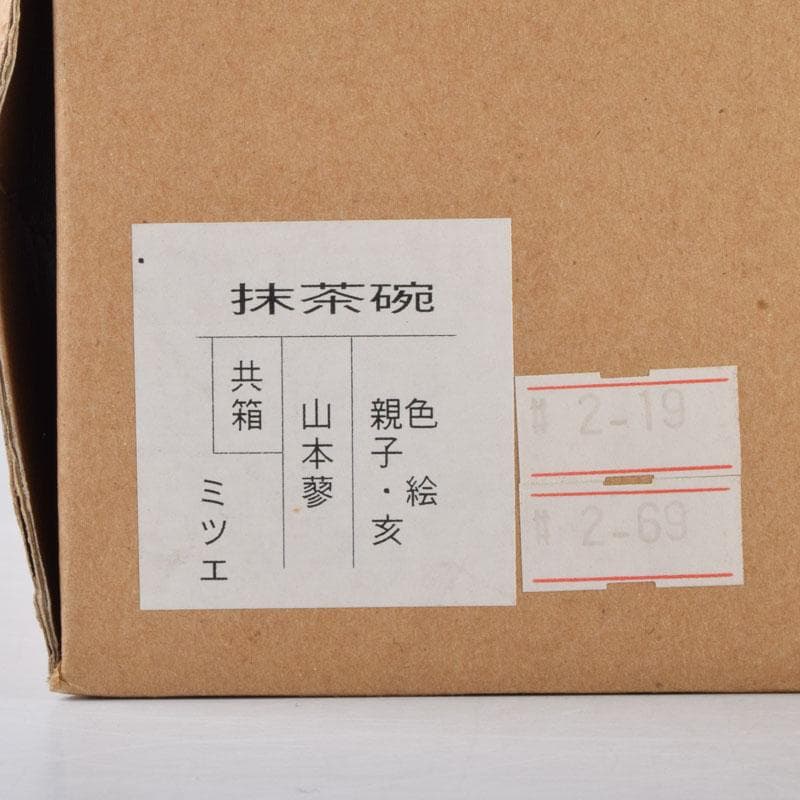 抹茶碗
色絵
親子・亥
山本蓼
共箱
ミツエ
# 2-19
# 2-69